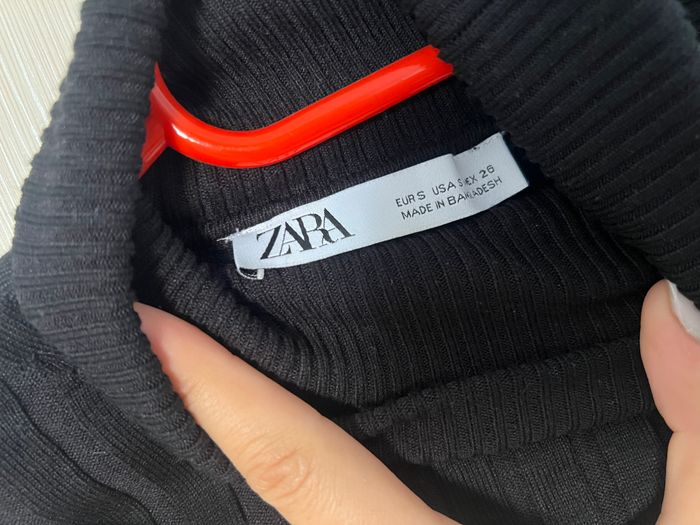 ZARA
EUR S USA S MEX 26
MADE IN BANGLADESH